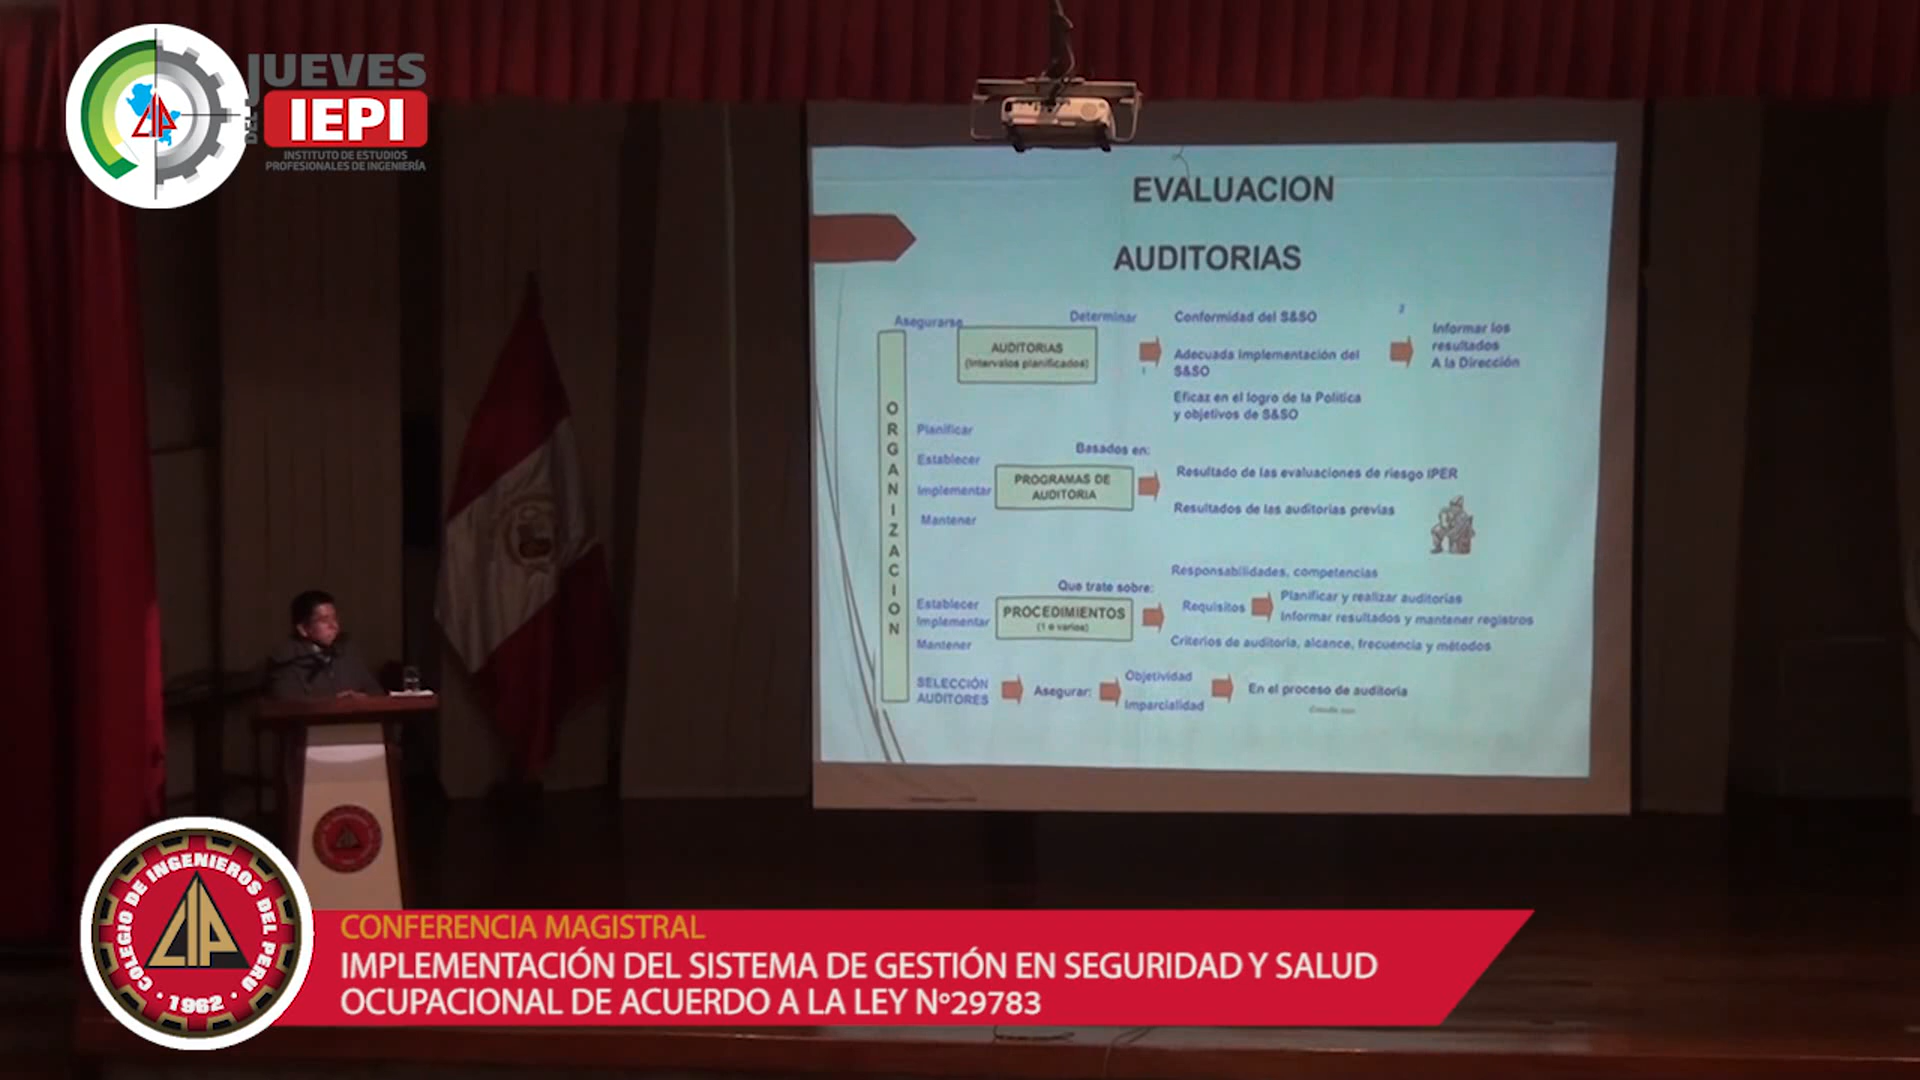 JUEVES
DEL
IEPI
INSTITUTO DE ESTUDIOS
PROFESIONALES DE INGENIERÍA
EVALUACION
AUDITORIAS
Asegurarse
Determinar
Conformidad del S&SO
2
AUDITORIAS
(Intervalos planificados)
1
Adecuada Implementación del
S&SO
Informar los
resultados
A la Dirección
Eficaz en el logro de la Política
y objetivos de S&SO
ORGANIZACION
Planificar
Establecer
Implementar
Mantener
Basados en:
PROGRAMAS DE
AUDITORIA
Resultado de las evaluaciones de riesgo IPER
Resultados de las auditorias previas
Establecer
Implementar
Mantener
Que trate sobre:
PROCEDIMIENTOS
(1 o varios)
Responsabilidades, competencias
Requisitos
Planificar y realizar auditorías
Informar resultados y mantener registros
Criterios de auditoria, alcance, frecuencia y métodos
SELECCIÓN
AUDITORES
Asegurar:
Objetividad
Imparcialidad
En el proceso de auditoria
COLEGIO DE INGENIEROS DEL PERU
CIP
· 1962 ·
CONFERENCIA MAGISTRAL
IMPLEMENTACIÓN DEL SISTEMA DE GESTIÓN EN SEGURIDAD Y SALUD
OCUPACIONAL DE ACUERDO A LA LEY N°29783